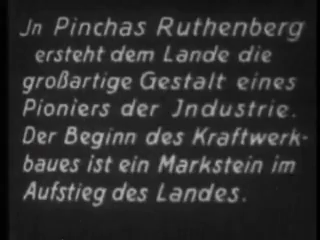 Jn Pinchas Ruthenberg
ersteht dem Lande die
großartige Gestalt eines
Pioniers der Jndustrie.
Der Beginn des Kraftwerk-
baues ist ein Markstein im
Aufstieg des Landes.